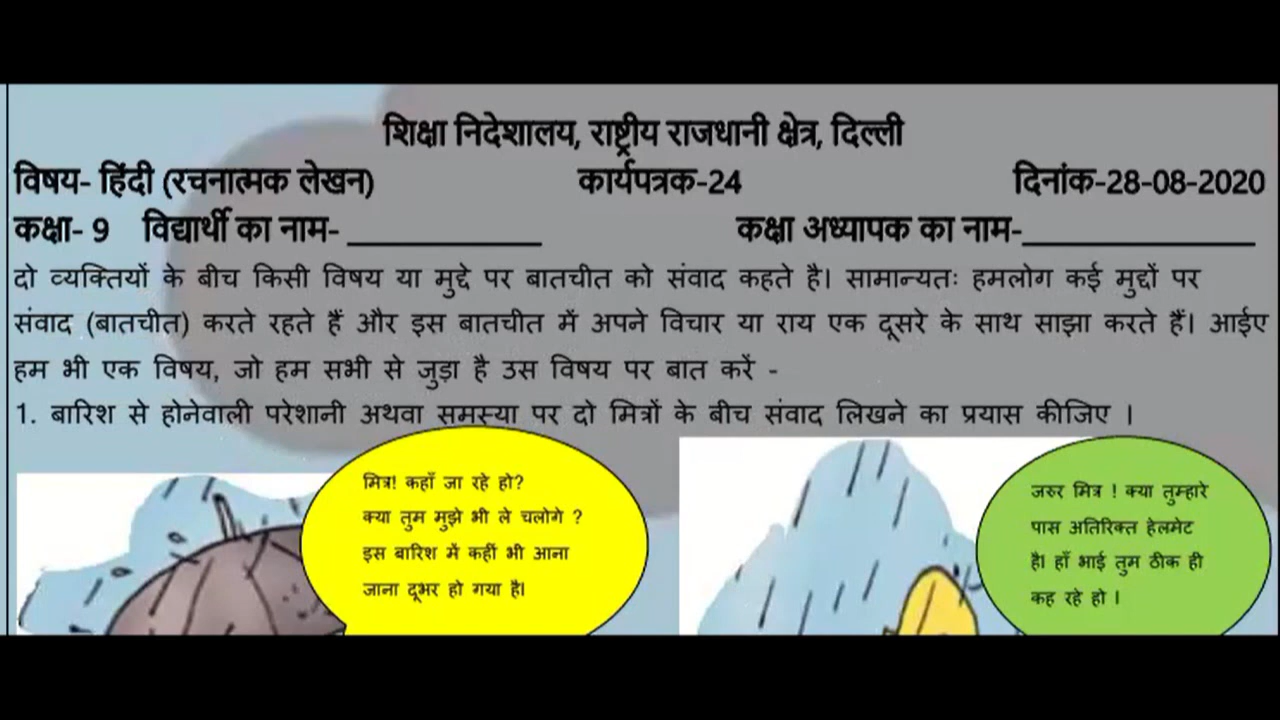 शिक्षा निदेशालय, राष्ट्रीय राजधानी क्षेत्र, दिल्ली
विषय- हिंदी (रचनात्मक लेखन) कार्यपत्रक-24 दिनांक-28-08-2020
कक्षा- 9 विद्यार्थी का नाम- ____________ कक्षा अध्यापक का नाम-______________
दो व्यक्तियों के बीच किसी विषय या मुद्दे पर बातचीत को संवाद कहते है। सामान्यतः हमलोग कई मुद्दों पर
संवाद (बातचीत) करते रहते हैं और इस बातचीत में अपने विचार या राय एक दूसरे के साथ साझा करते हैं। आईए
हम भी एक विषय, जो हम सभी से जुड़ा है उस विषय पर बात करें -
1. बारिश से होनेवाली परेशानी अथवा समस्या पर दो मित्रों के बीच संवाद लिखने का प्रयास कीजिए ।
मित्र! कहाँ जा रहे हो?
क्या तुम मुझे भी ले चलोगे ?
इस बारिश में कहीं भी आना
जाना दूभर हो गया है।
जरुर मित्र ! क्या तुम्हारे
पास अतिरिक्त हेलमेट
है। हाँ भाई तुम ठीक ही
कह रहे हो ।